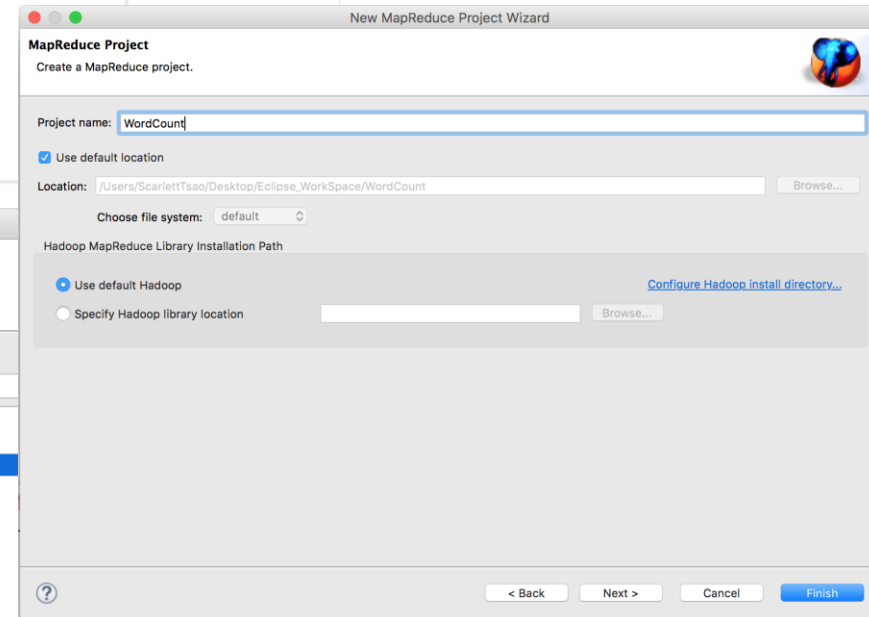 New MapReduce Project Wizard
MapReduce Project
Create a MapReduce project.
Project name: WordCount
Use default location
Location: /Users/ScarlettTsao/Desktop/Eclipse_WorkSpace/WordCount Browse...
Choose file system: default
Hadoop MapReduce Library Installation Path
Use default Hadoop Configure Hadoop install directory...
Specify Hadoop library location Browse...
? < Back Next > Cancel Finish